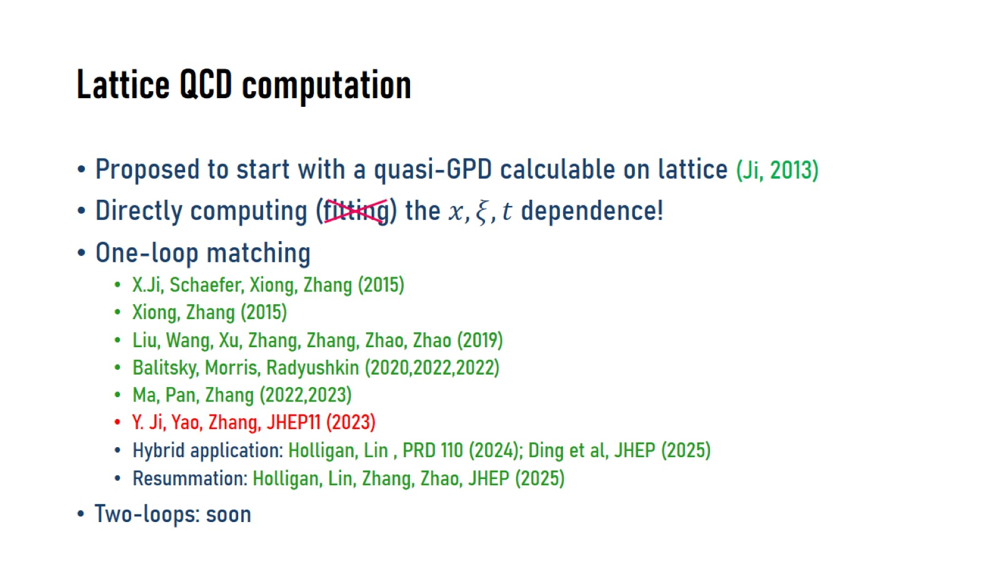 Lattice QCD computation
• Proposed to start with a quasi-GPD calculable on lattice (Ji, 2013)
• Directly computing (fitting) the x, ξ, t dependence!
• One-loop matching
• X.Ji, Schaefer, Xiong, Zhang (2015)
• Xiong, Zhang (2015)
• Liu, Wang, Xu, Zhang, Zhang, Zhao, Zhao (2019)
• Balitsky, Morris, Radyushkin (2020,2022,2022)
• Ma, Pan, Zhang (2022,2023)
• Y. Ji, Yao, Zhang, JHEP11 (2023)
• Hybrid application: Holligan, Lin , PRD 110 (2024); Ding et al, JHEP (2025)
• Resummation: Holligan, Lin, Zhang, Zhao, JHEP (2025)
• Two-loops: soon